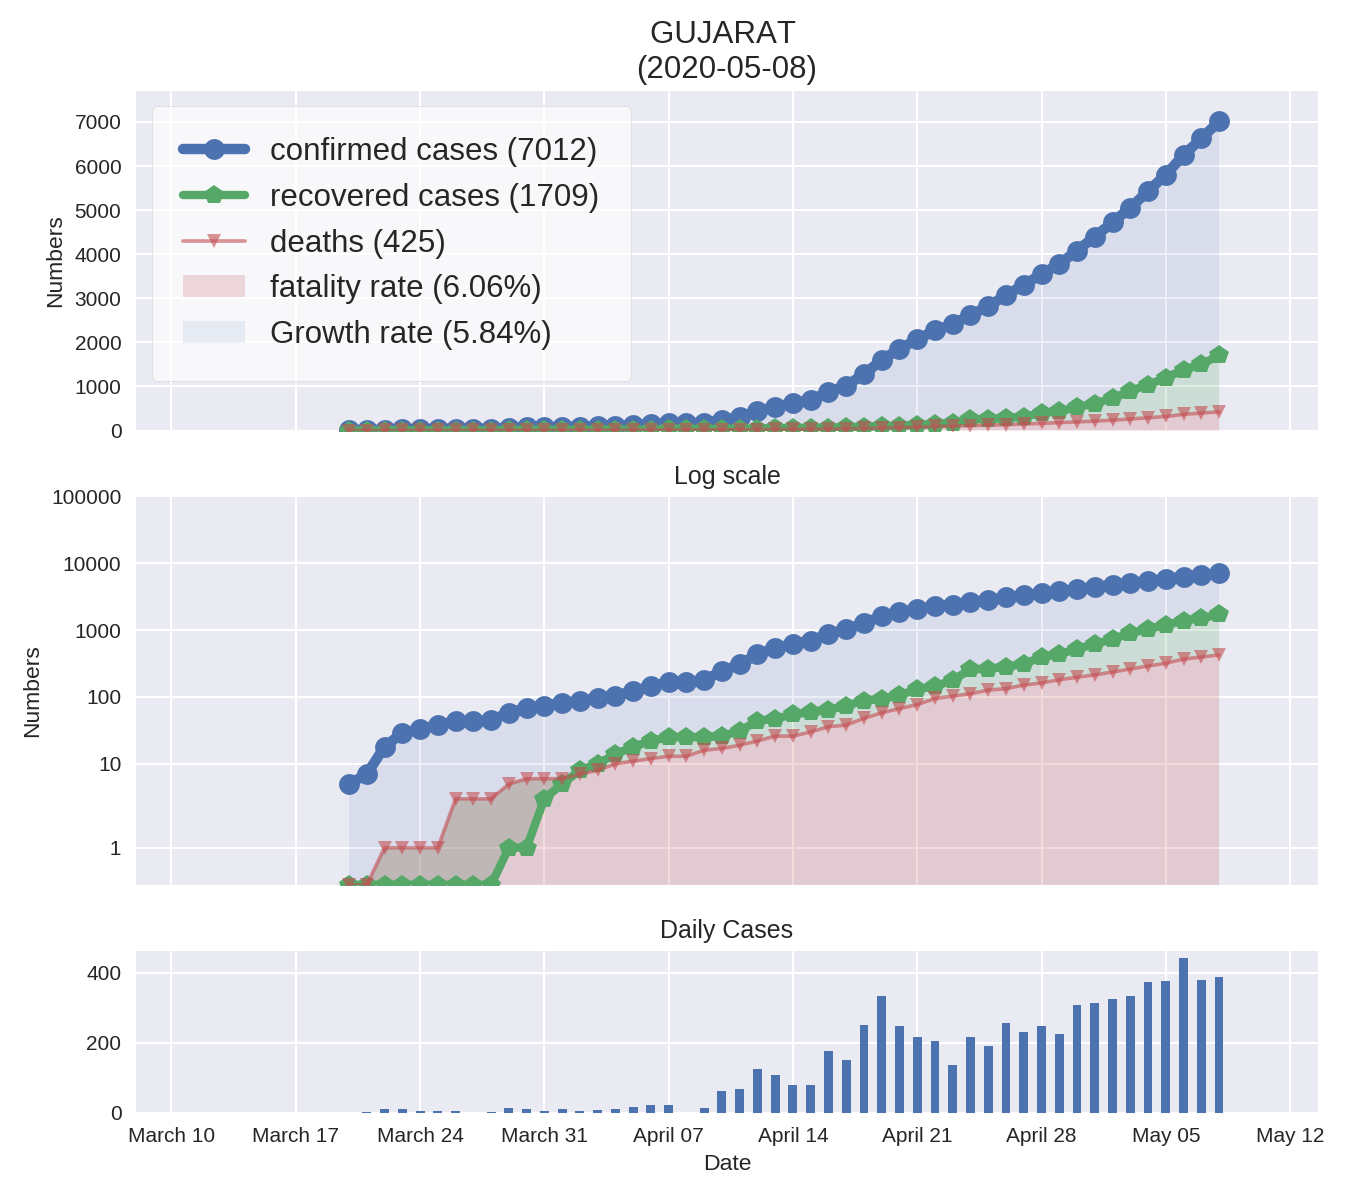 GUJARAT
(2020-05-08)
7000
6000
5000
4000
3000
2000
1000
0
Numbers
confirmed cases (7012)
recovered cases (1709)
deaths (425)
fatality rate (6.06%)
Growth rate (5.84%)
Log scale
100000
10000
1000
100
10
1
Numbers
Daily Cases
400
200
0
March 10 March 17 March 24 March 31 April 07 April 14 April 21 April 28 May 05 May 12
Date